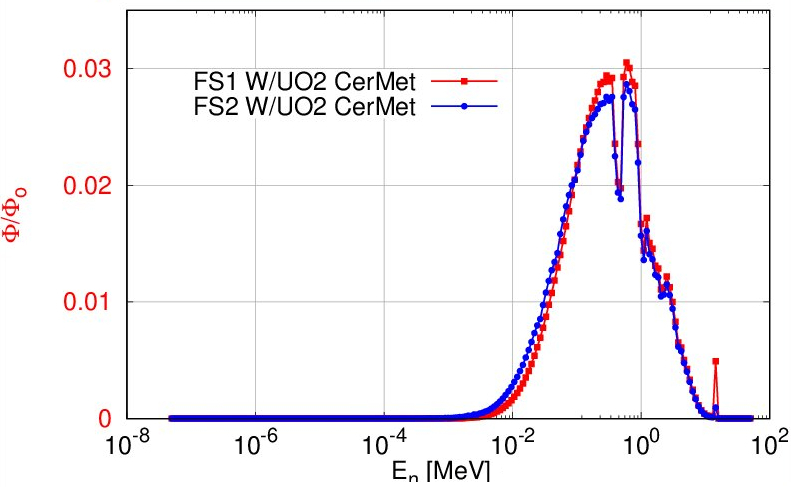 FS1 W/UO2 CerMet
FS2 W/UO2 CerMet
Φ/Φ₀
0.03
0.02
0.01
0
10⁻⁸ 10⁻⁶ 10⁻⁴ 10⁻² 10⁰ 10²
Eₙ [MeV]